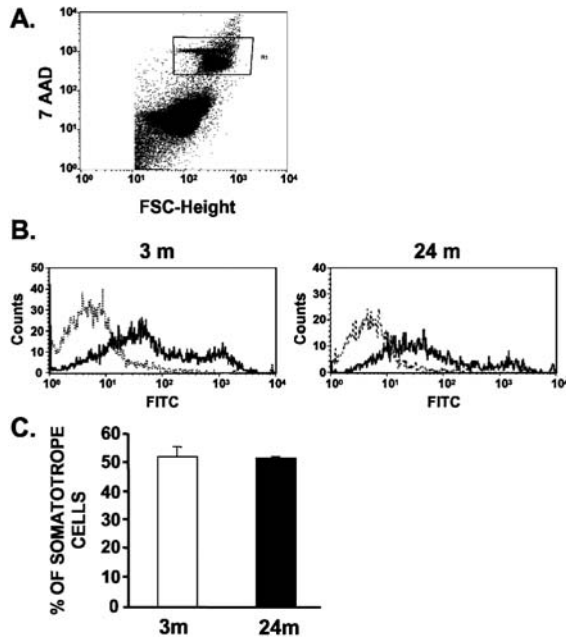 A.
10⁴
10³
10²
10¹
10⁰
7 AAD
R1
10⁰ 10¹ 10² 10³ 10⁴
FSC-Height
B.
3 m
24 m
50
40
30
20
10
0
Counts
10⁰ 10¹ 10² 10³ 10⁴
FITC
40
30
20
10
0
Counts
10⁰ 10¹ 10² 10³ 10⁴
FITC
C.
% OF SOMATOTROPE
CELLS
60
50
40
30
20
10
0
3m
24m